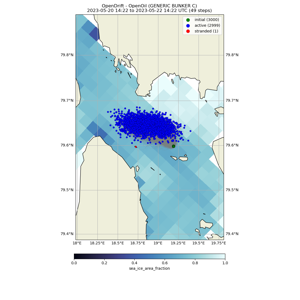 OpenDrift - OpenOil (GENERIC BUNKER C)
2023-05-20 14:22 to 2023-05-22 14:22 UTC (49 steps)
initial (3000)
active (2999)
stranded (1)
79.8°N
79.7°N
79.6°N
79.5°N
79.4°N
79.8°N
79.7°N
79.6°N
79.5°N
79.4°N
18°E 18.25°E 18.5°E 18.75°E 19°E 19.25°E 19.5°E 19.75°E
0.0 0.2 0.4 0.6 0.8 1.0
sea_ice_area_fraction